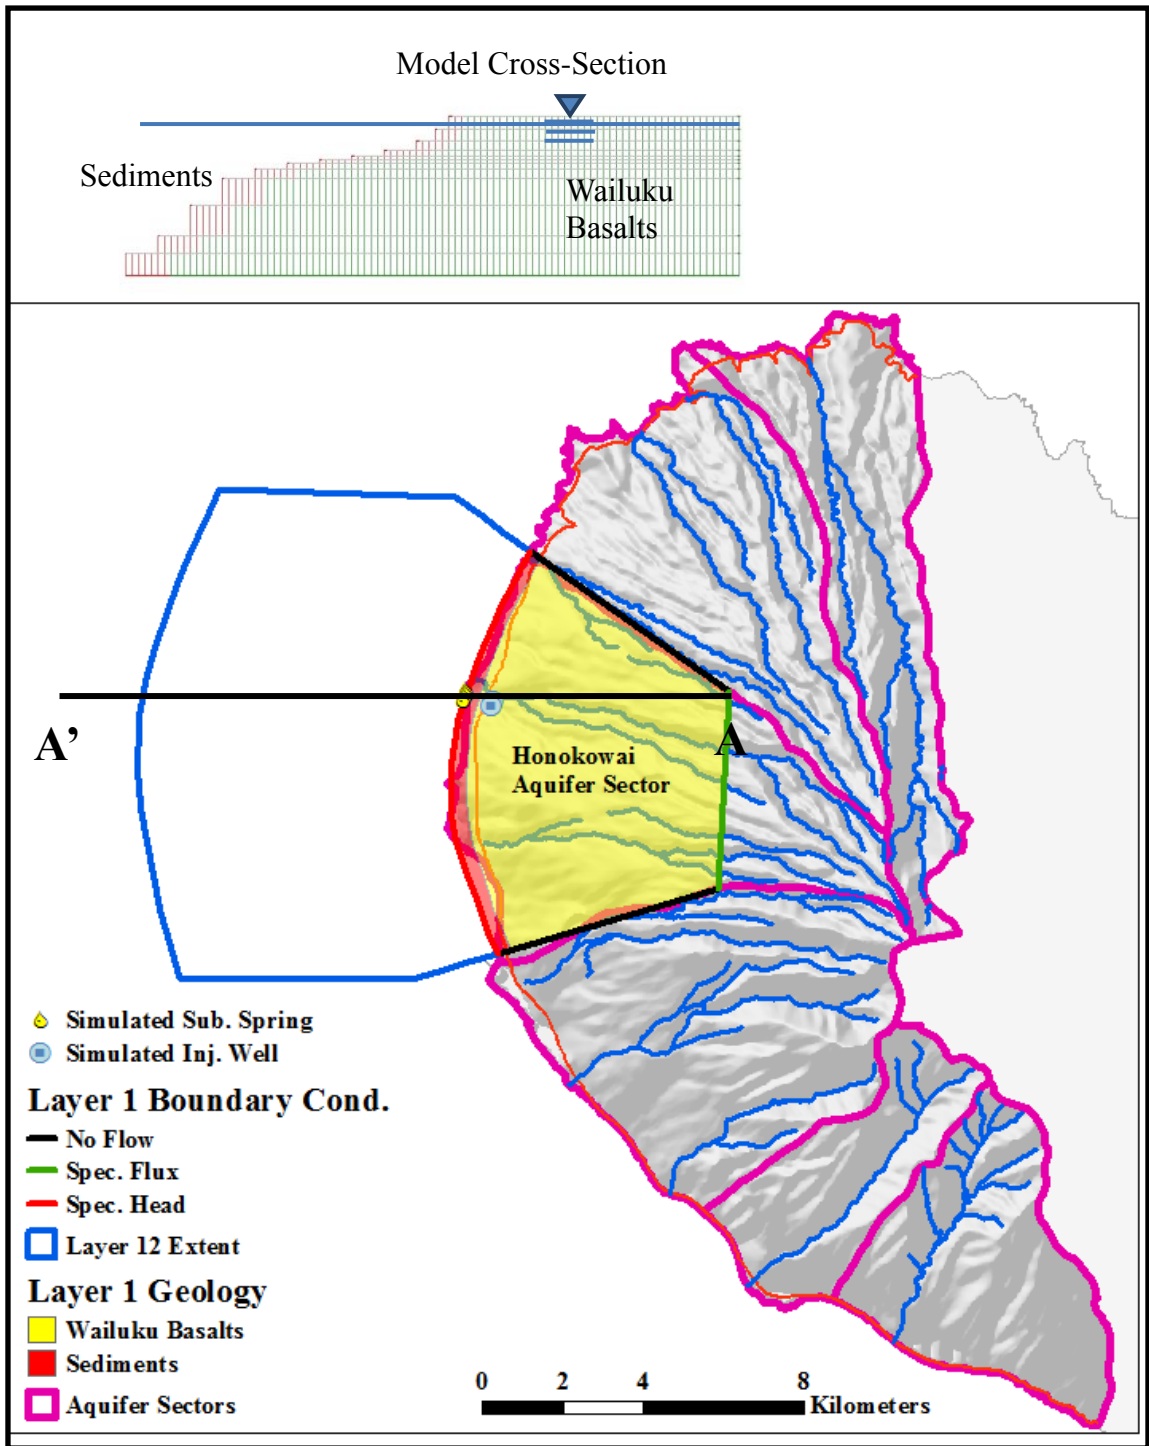 Model Cross-Section
Sediments
Wailuku
Basalts
A’
A
Honokowai
Aquifer Sector
Simulated Sub. Spring
Simulated Inj. Well
Layer 1 Boundary Cond.
No Flow
Spec. Flux
Spec. Head
Layer 12 Extent
Layer 1 Geology
Wailuku Basalts
Sediments
Aquifer Sectors
0 2 4 8
Kilometers